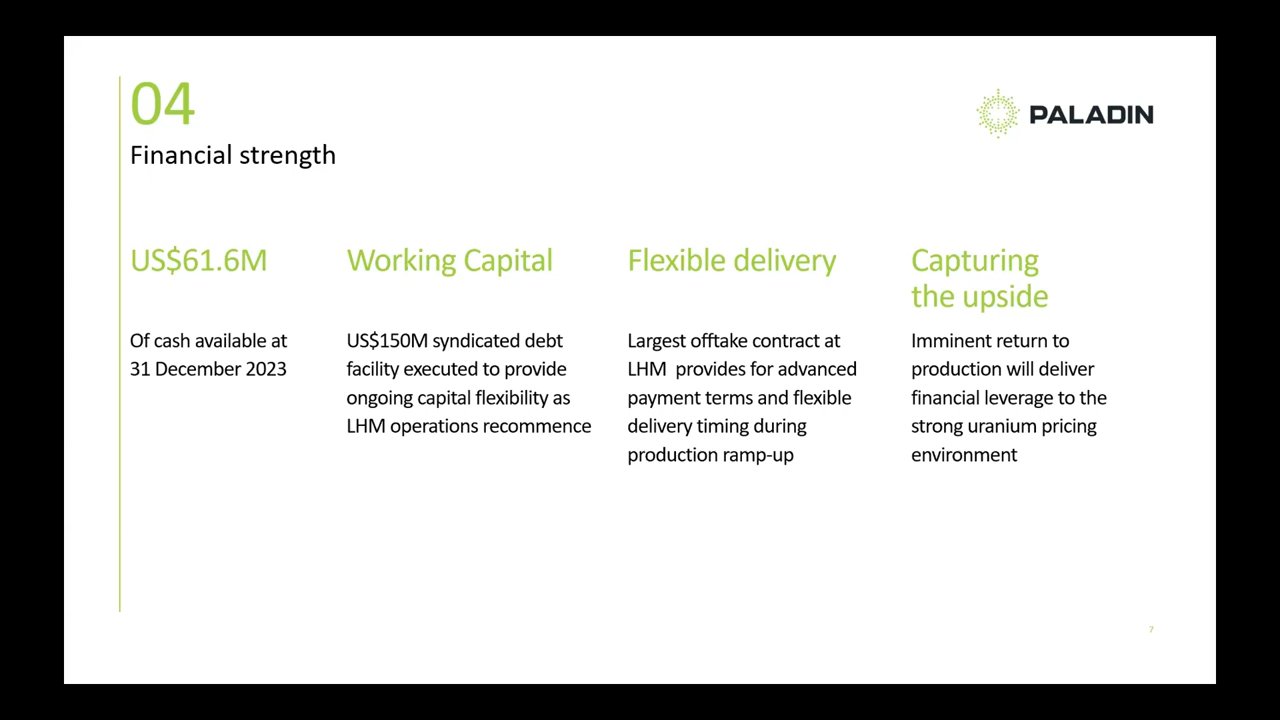 04
PALADIN
Financial strength
US$61.6M
Of cash available at
31 December 2023
Working Capital
US$150M syndicated debt
facility executed to provide
ongoing capital flexibility as
LHM operations recommence
Flexible delivery
Largest offtake contract at
LHM  provides for advanced
payment terms and flexible
delivery timing during
production ramp-up
Capturing
the upside
Imminent return to
production will deliver
financial leverage to the
strong uranium pricing
environment
7